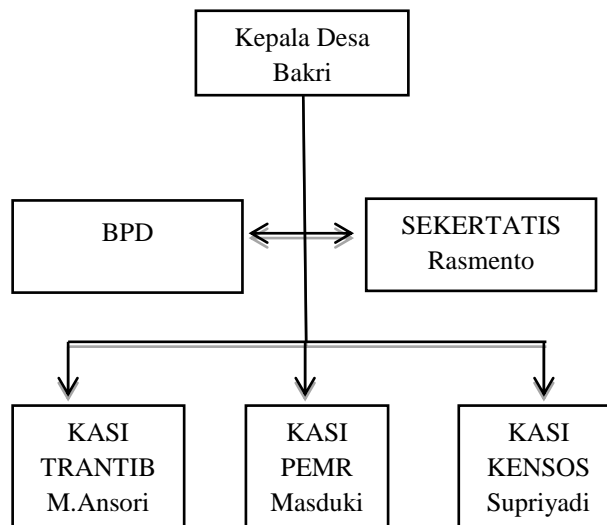 Kepala Desa
Bakri
BPD
SEKERTATIS
Rasmento
KASI
TRANTIB
M.Ansori
KASI
PEMR
Masduki
KASI
KENSOS
Supriyadi